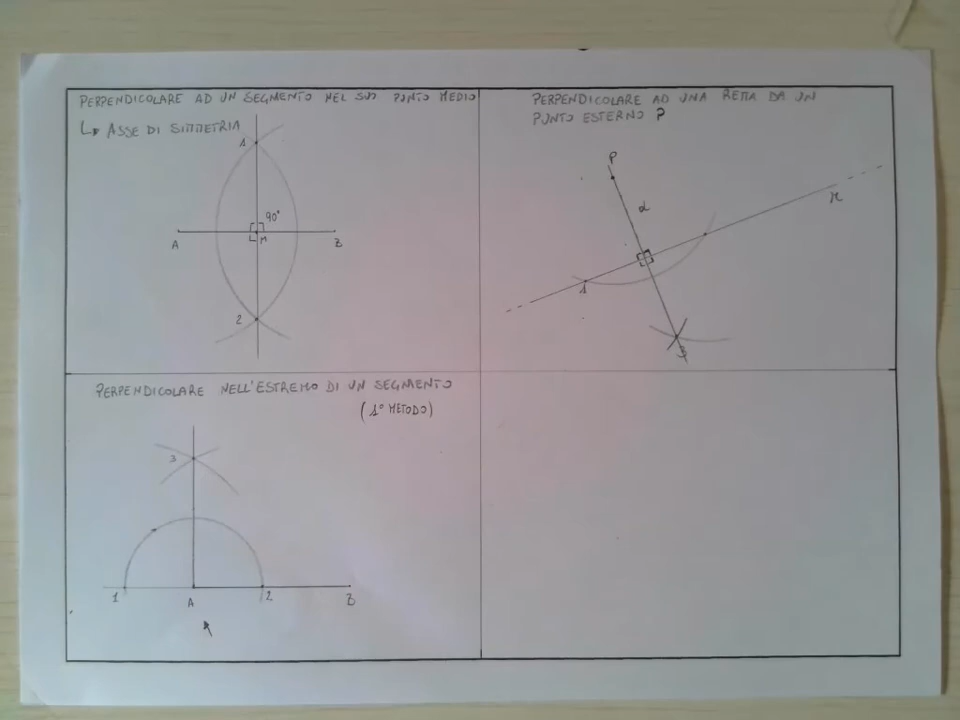 PERPENDICOLARE AD UN SEGMENTO NEL SUO PUNTO MEDIO
↳ ASSE DI SIMMETRIA
1
90°
A
M
B
2
PERPENDICOLARE AD UNA RETTA DA UN
PUNTO ESTERNO P
P
d
r
1
PERPENDICOLARE NELL'ESTREMO DI UN SEGMENTO
(1° METODO)
3
1
A
2
B